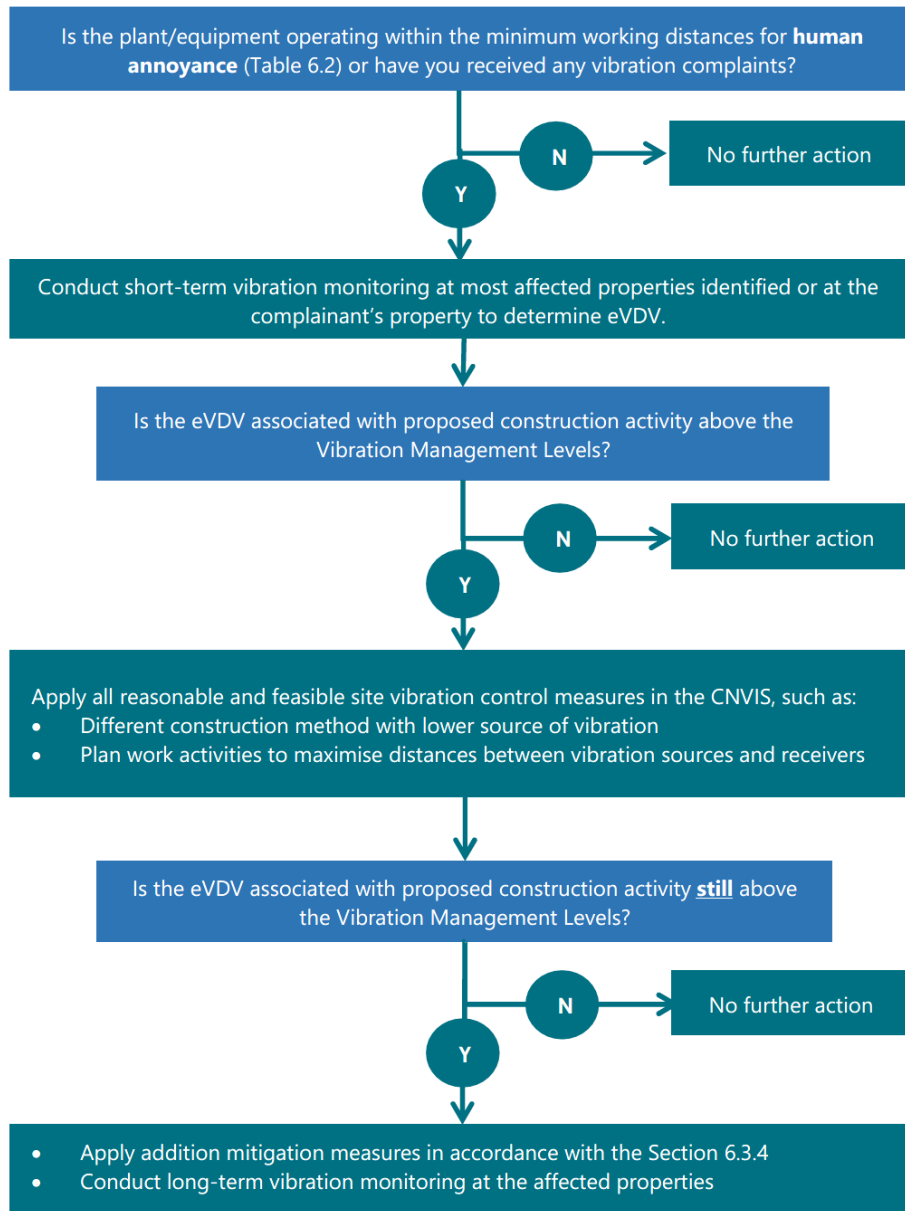 Is the plant/equipment operating within the minimum working distances for human
annoyance (Table 6.2) or have you received any vibration complaints?
N
No further action
Y
Conduct short-term vibration monitoring at most affected properties identified or at the
complainant’s property to determine eVDV.
Is the eVDV associated with proposed construction activity above the
Vibration Management Levels?
N
No further action
Y
Apply all reasonable and feasible site vibration control measures in the CNVIS, such as:
• Different construction method with lower source of vibration
• Plan work activities to maximise distances between vibration sources and receivers
Is the eVDV associated with proposed construction activity still above
the Vibration Management Levels?
N
No further action
Y
• Apply addition mitigation measures in accordance with the Section 6.3.4
• Conduct long-term vibration monitoring at the affected properties